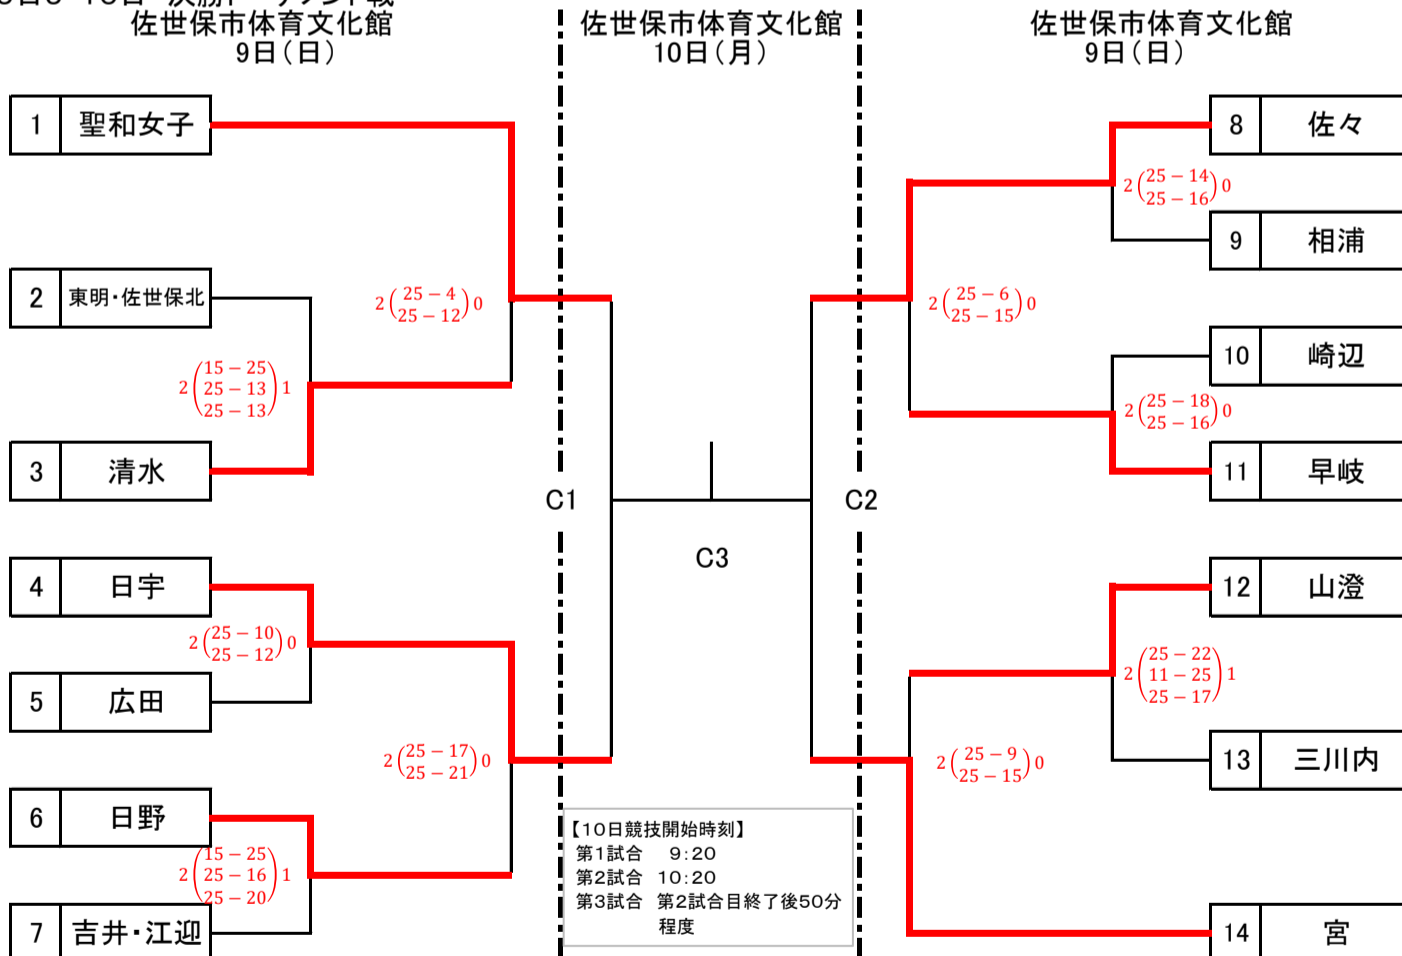 佐世保市体育文化館
9日(日)
佐世保市体育文化館
10日(月)
佐世保市体育文化館
9日(日)
1 聖和女子
2 東明・佐世保北
3 清水
4 日宇
5 広田
6 日野
7 吉井・江迎
2(15-25
25-13
25-13)1
2(25-4
25-12)0
2(25-10
25-12)0
2(15-25
25-16
25-20)1
2(25-17
25-21)0
C1
C3
C2
【10日競技開始時刻】
第1試合 9:20
第2試合 10:20
第3試合 第2試合目終了後50分
程度
8 佐々
9 相浦
10 崎辺
11 早岐
12 山澄
13 三川内
14 宮
2(25-14
25-16)0
2(25-6
25-15)0
2(25-18
25-16)0
2(25-22
11-25
25-17)1
2(25-9
25-15)0